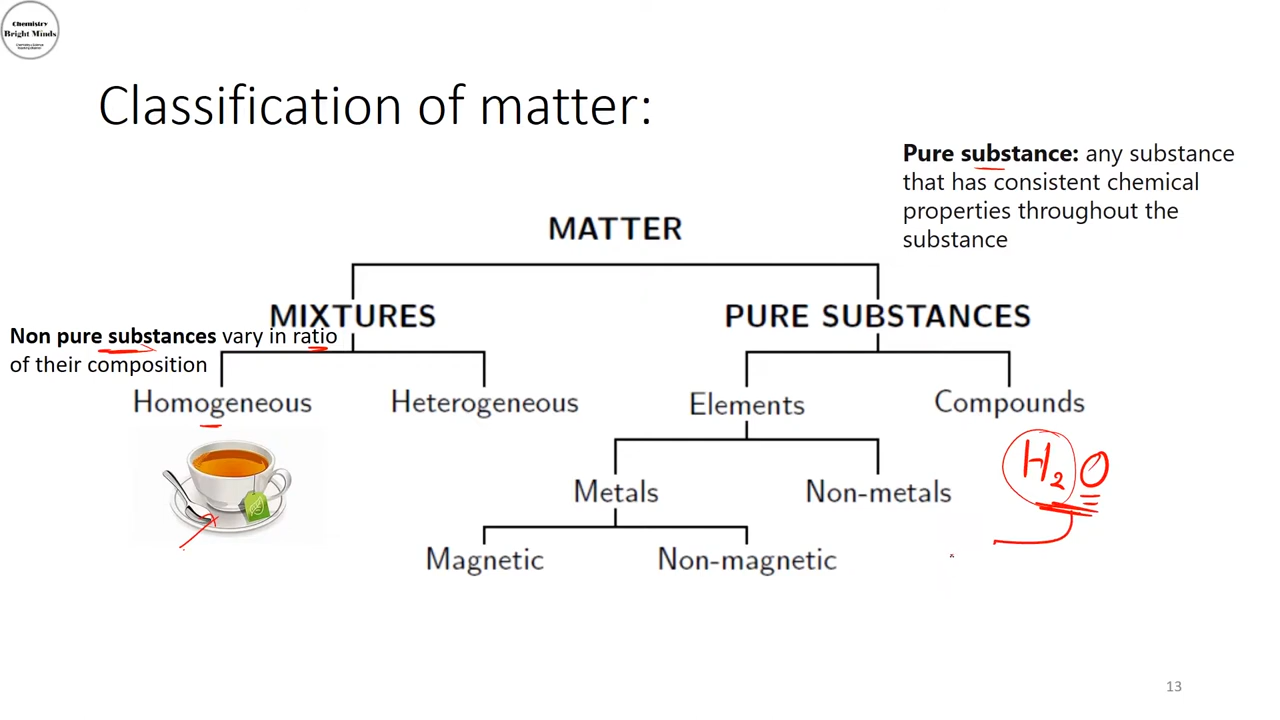 Chemistry
Bright Minds
Classification of matter:
Pure substance: any substance
that has consistent chemical
properties throughout the
substance
MATTER
MIXTURES
PURE SUBSTANCES
Non pure substances vary in ratio
of their composition
Homogeneous
Heterogeneous
Elements
Compounds
H₂O
Metals
Non-metals
Magnetic
Non-magnetic
13